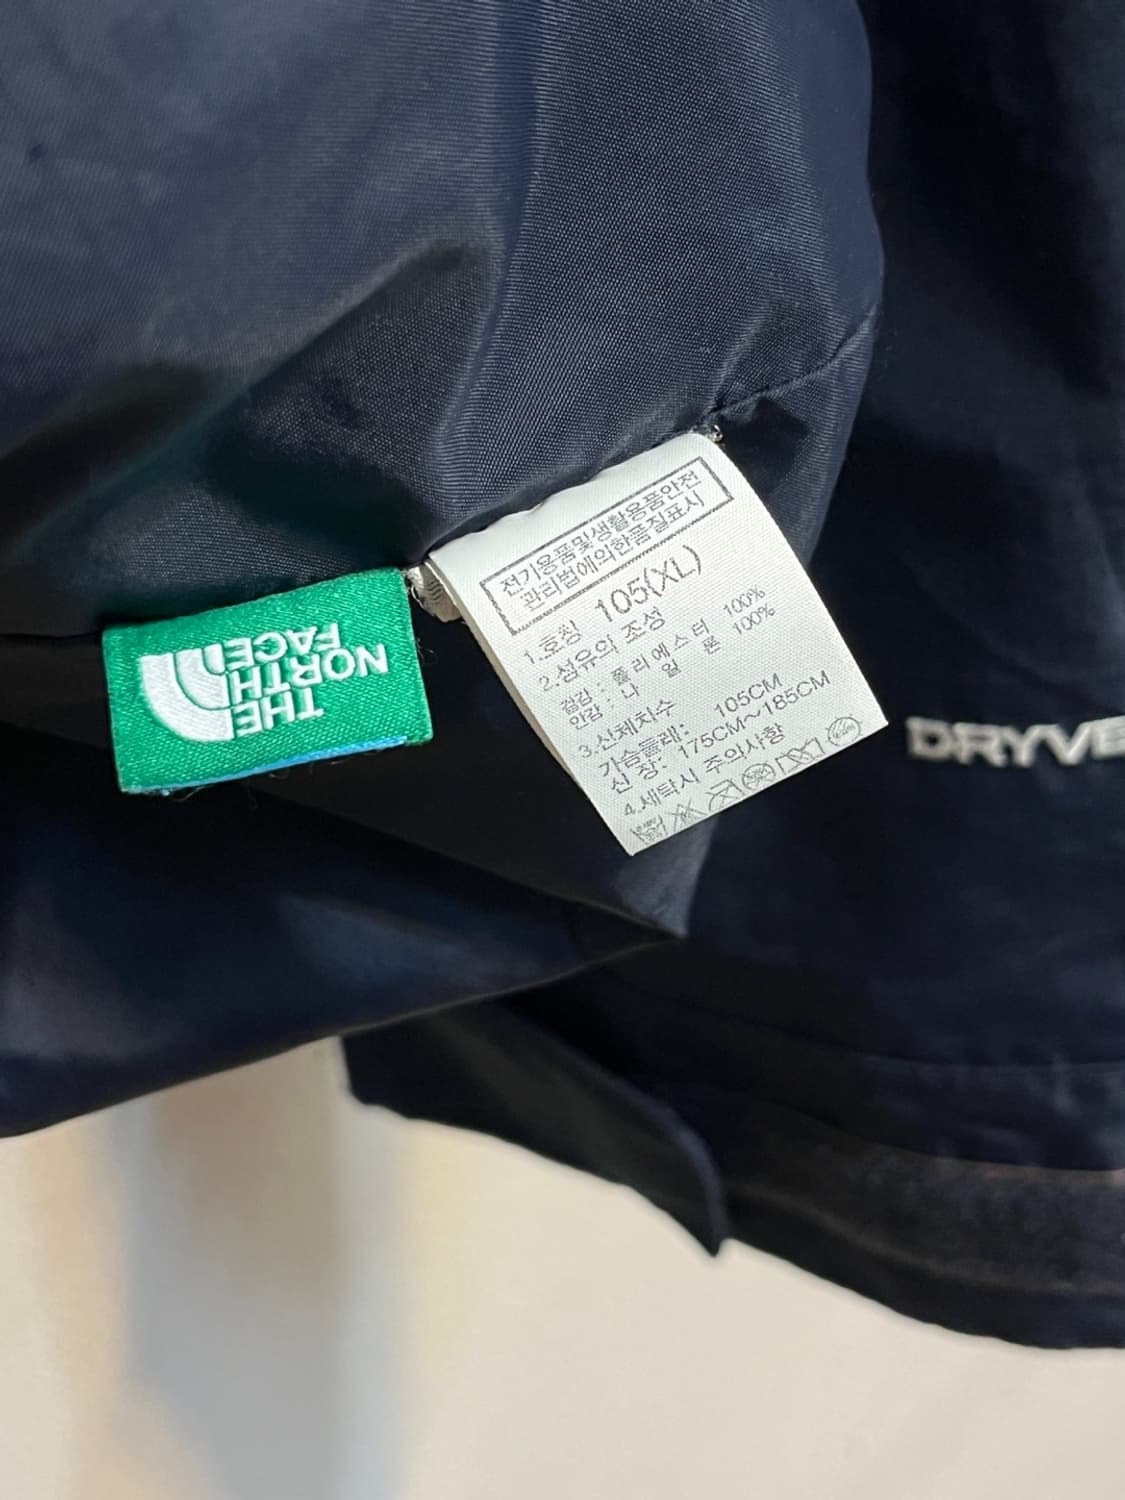 THE
NORTH
FACE
전기용품및생활용품안전
관리법에의한품질표시
1.호칭 105(XL)
2.섬유의 조성
겉감 : 폴리에스터 100%
안감 : 나 일 론 100%
3.신체치수
가슴둘레: 105CM
신 장: 175CM~185CM
4.세탁시 주의사항
DRYVE